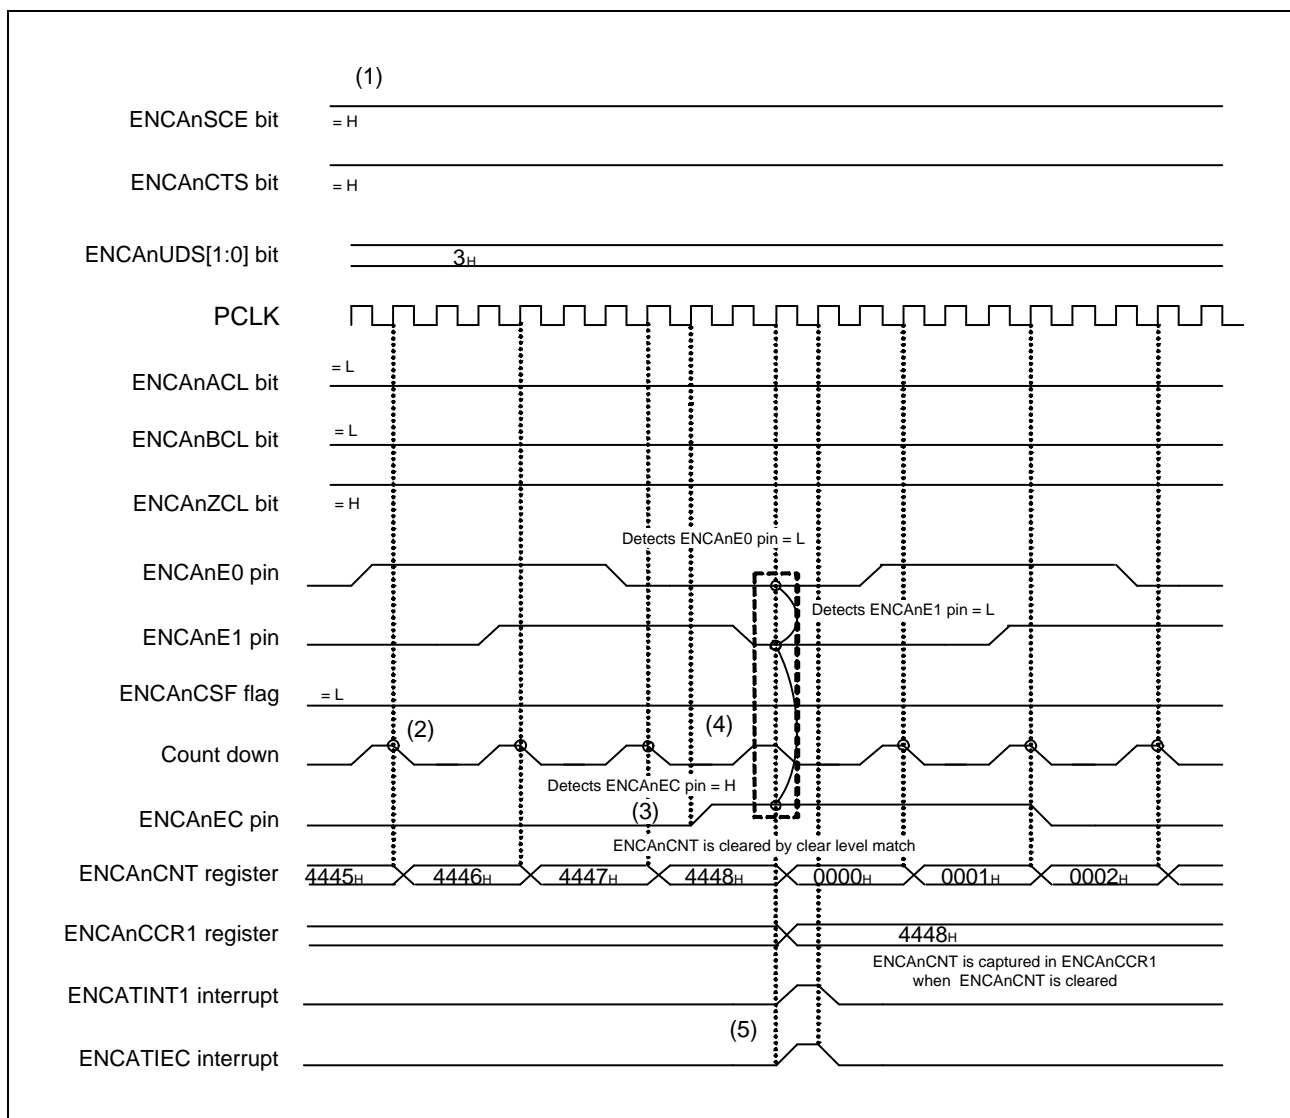 (1)
ENCAnSCE bit
= H
ENCAnCTS bit
= H
ENCAnUDS[1:0] bit
3H
PCLK
ENCAnACL bit
= L
ENCAnBCL bit
= L
ENCAnZCL bit
= H
Detects ENCAnE0 pin = L
ENCAnE0 pin
Detects ENCAnE1 pin = L
ENCAnE1 pin
ENCAnCSF flag
= L
(2)
(4)
Count down
Detects ENCAnEC pin = H
(3)
ENCAnEC pin
ENCAnCNT is cleared by clear level match
ENCAnCNT register
4445H 4446H 4447H 4448H 0000H 0001H 0002H
ENCAnCCR1 register
4448H
ENCAnCNT is captured in ENCAnCCR1
when ENCAnCNT is cleared
ENCATINT1 interrupt
(5)
ENCATIEC interrupt